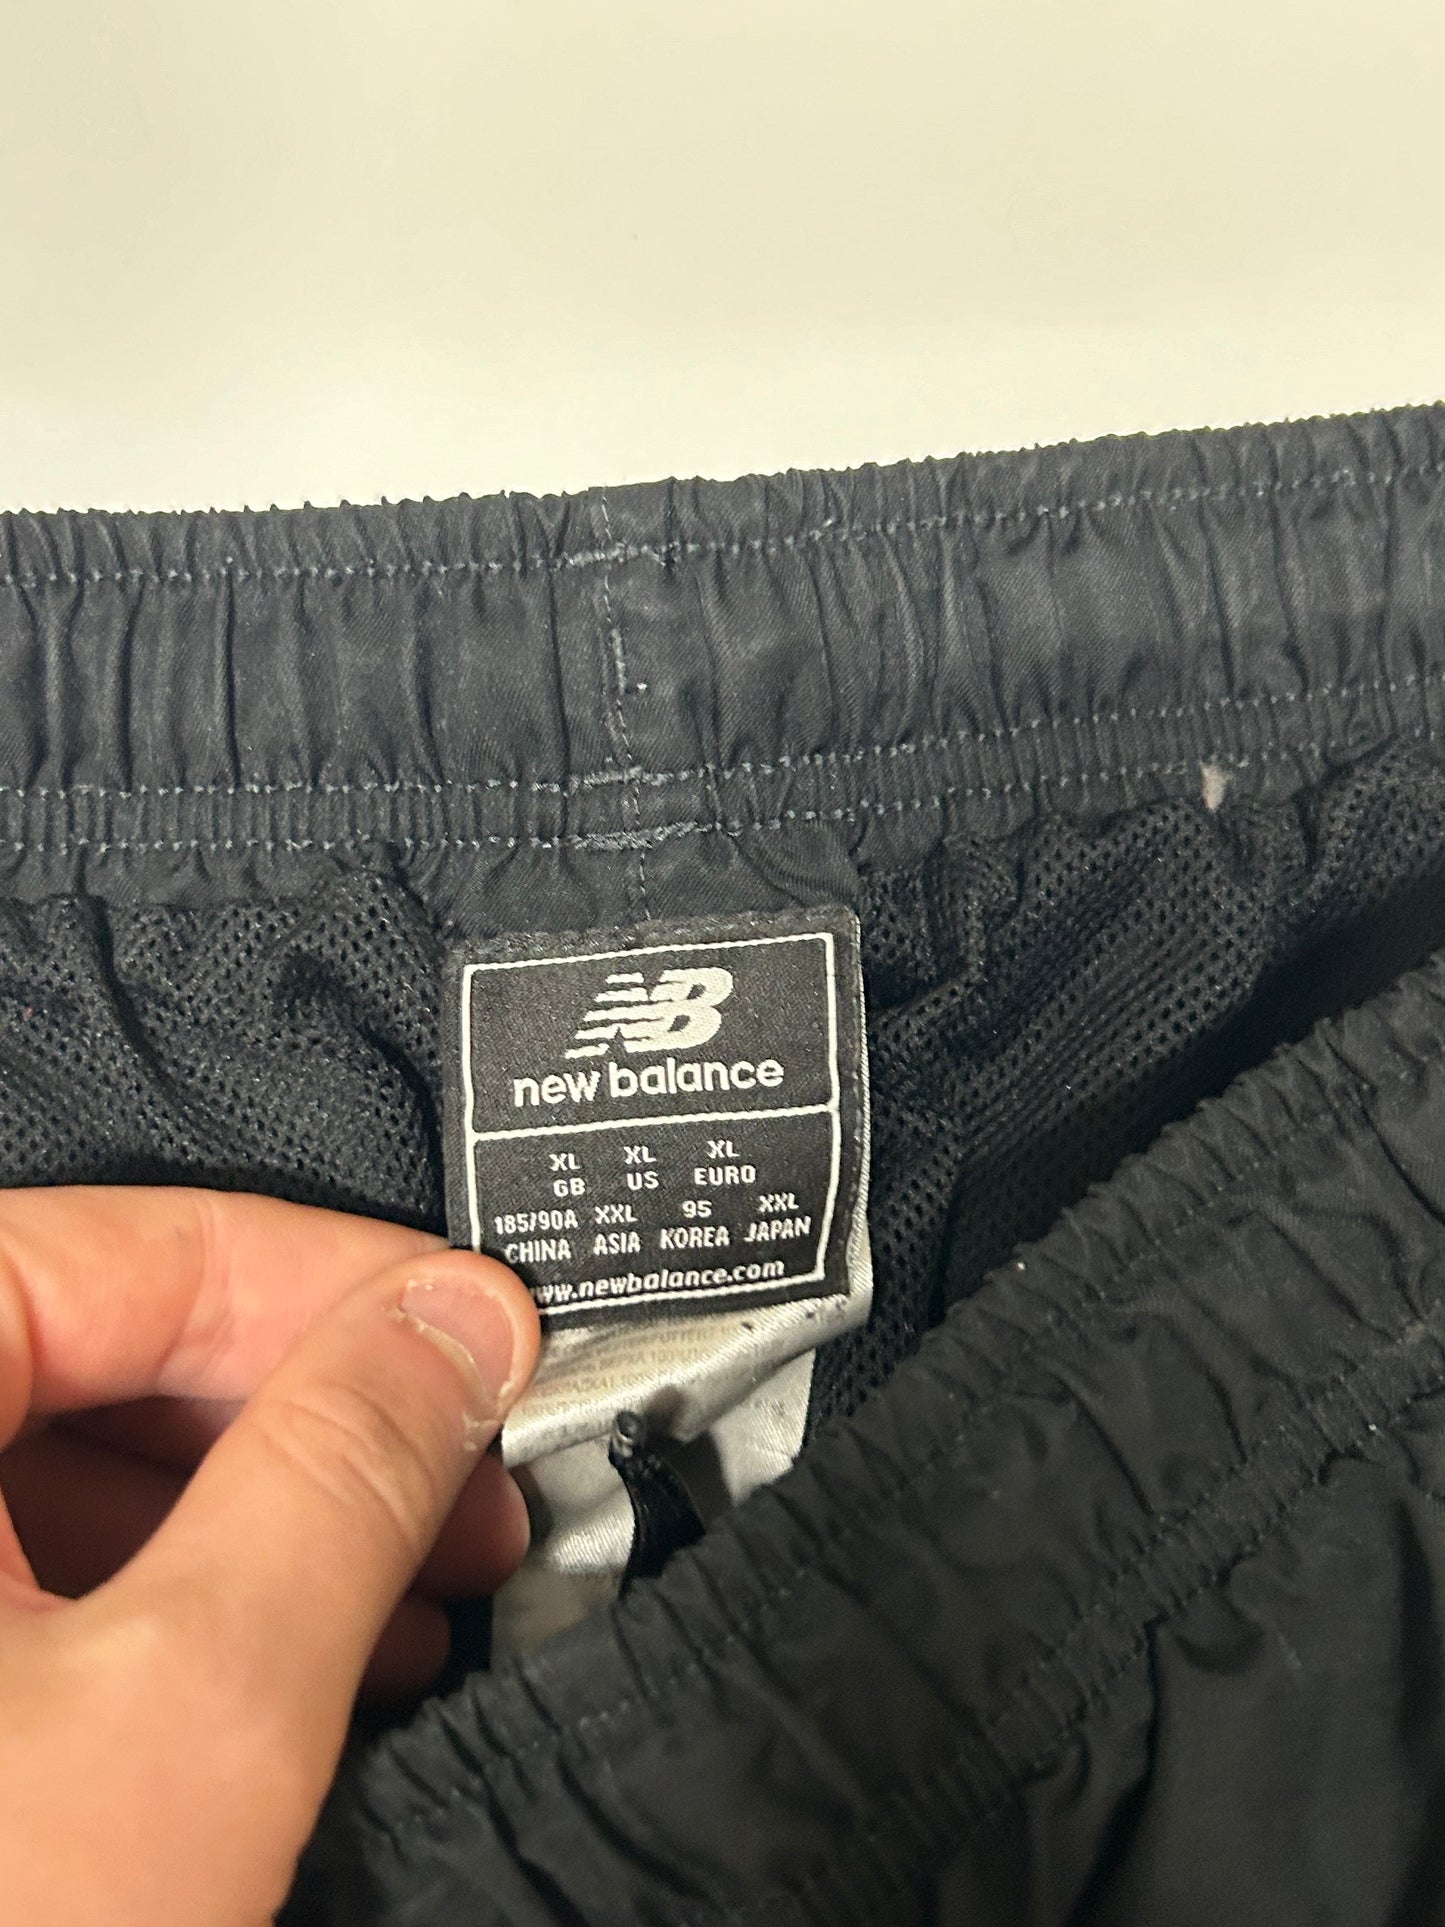 NB
new balance
XL XL XL
GB US EURO
185/90A XXL 95 XXL
CHINA ASIA KOREA JAPAN
www.newbalance.com